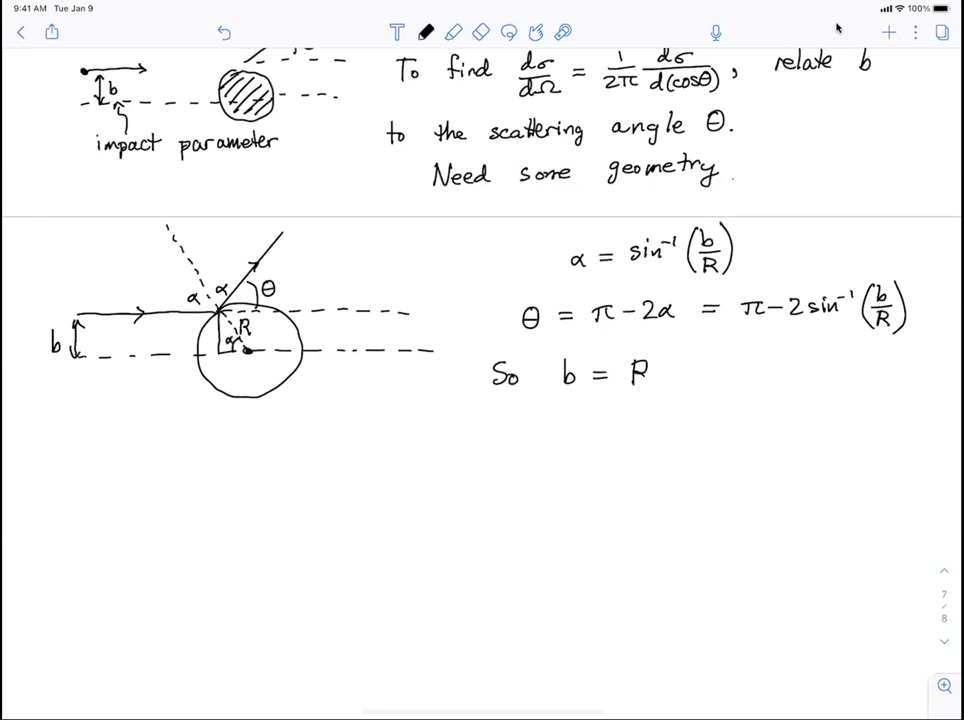 9:41 AM Tue Jan 9
100%
To find dσ/dΩ = 1/2π dσ/d(cosθ), relate b
b
impact parameter
to the scattering angle θ.
Need some geometry.
α = sin⁻¹(b/R)
α α θ
θ = π-2α = π-2sin⁻¹(b/R)
R
b α
So b = R
7
/
8